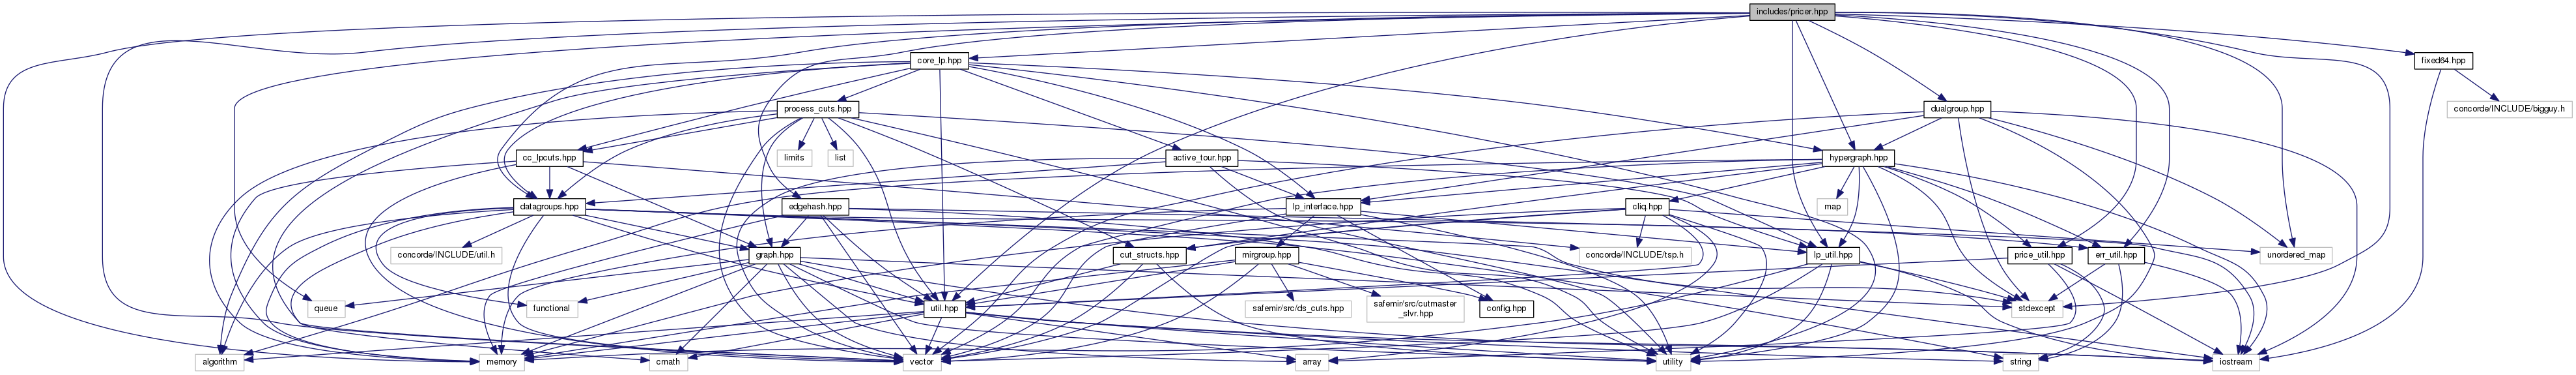 includes/pricer.hpp
core_lp.hpp
fixed64.hpp
process_cuts.hpp
dualgroup.hpp
concorde/INCLUDE/bigguy.h
cc_lpcuts.hpp
limits
list
active_tour.hpp
hypergraph.hpp
datagroups.hpp
edgehash.hpp
lp_interface.hpp
cliq.hpp
map
concorde/INCLUDE/util.h
graph.hpp
cut_structs.hpp
mirgroup.hpp
concorde/INCLUDE/tsp.h
lp_util.hpp
price_util.hpp
err_util.hpp
unordered_map
queue
functional
util.hpp
safemir/src/ds_cuts.hpp
safemir/src/cutmaster
_slvr.hpp
config.hpp
stdexcept
algorithm
memory
cmath
vector
array
utility
string
iostream